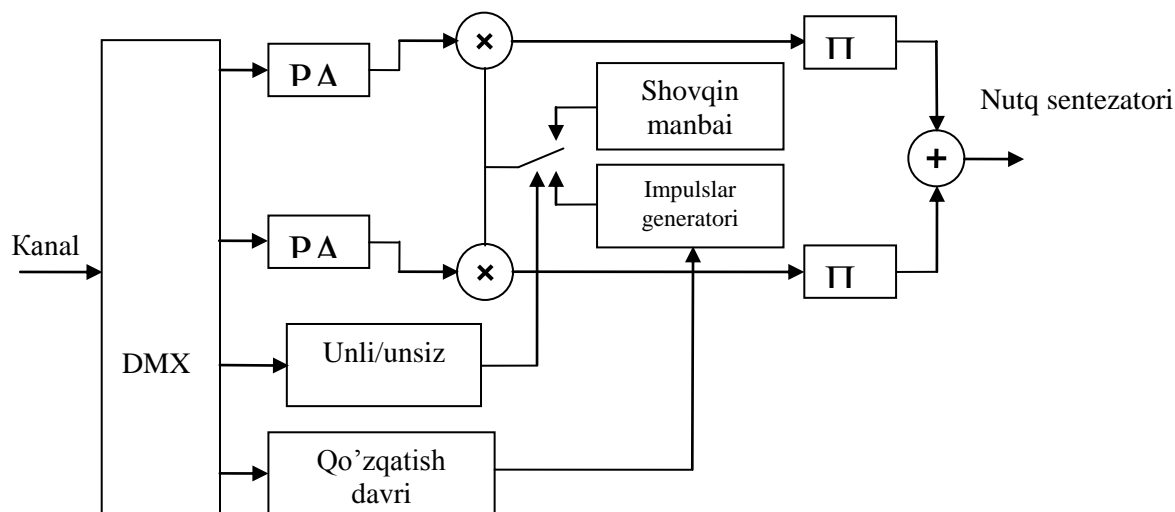 ×
Shovqin
manbai
Nutq sentezatori
+
Impulslar
generatori
Kanal
×
Unli/unsiz
DMX
Qo’zqatish
davri